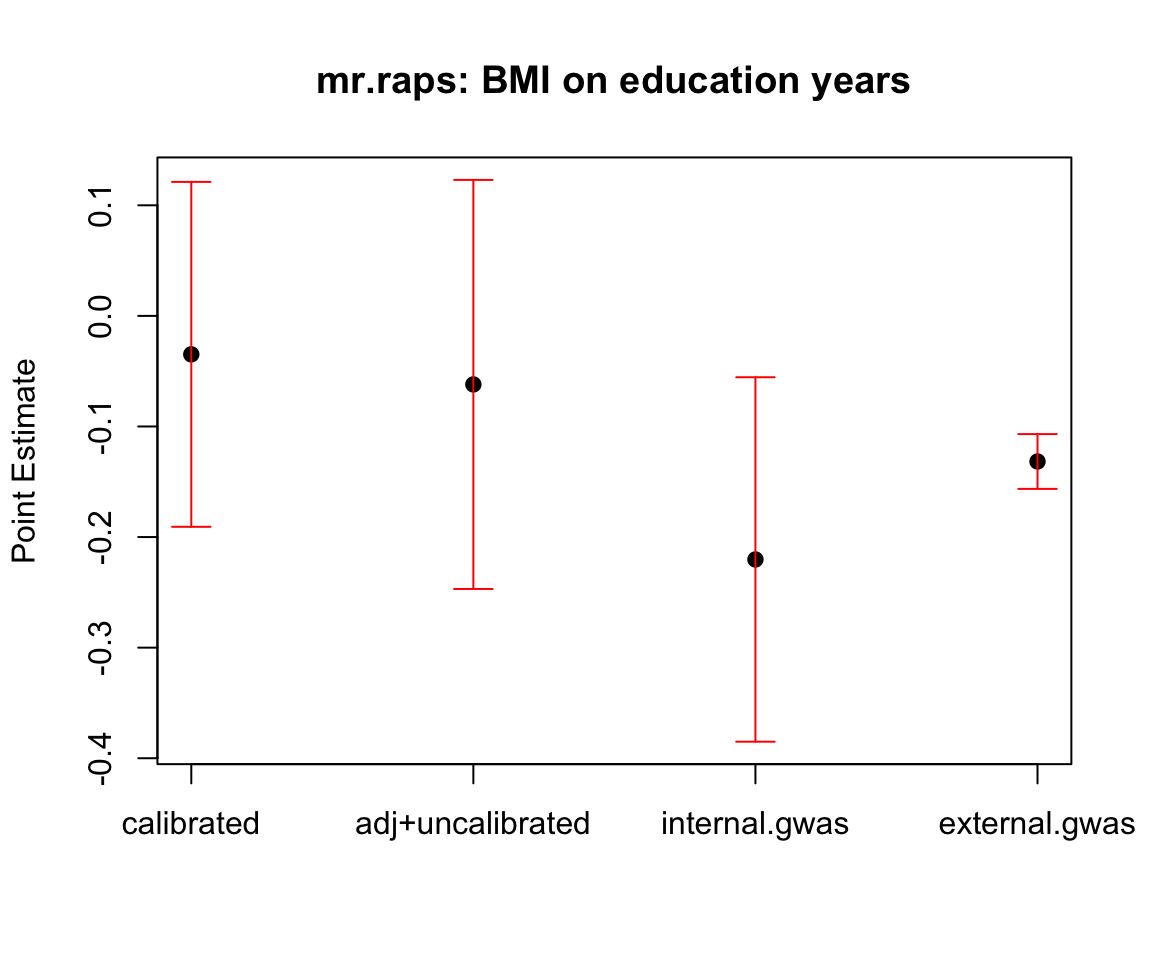 mr.raps: BMI on education years
Point Estimate
0.1
0.0
-0.1
-0.2
-0.3
-0.4
calibrated
adj+uncalibrated
internal.gwas
external.gwas